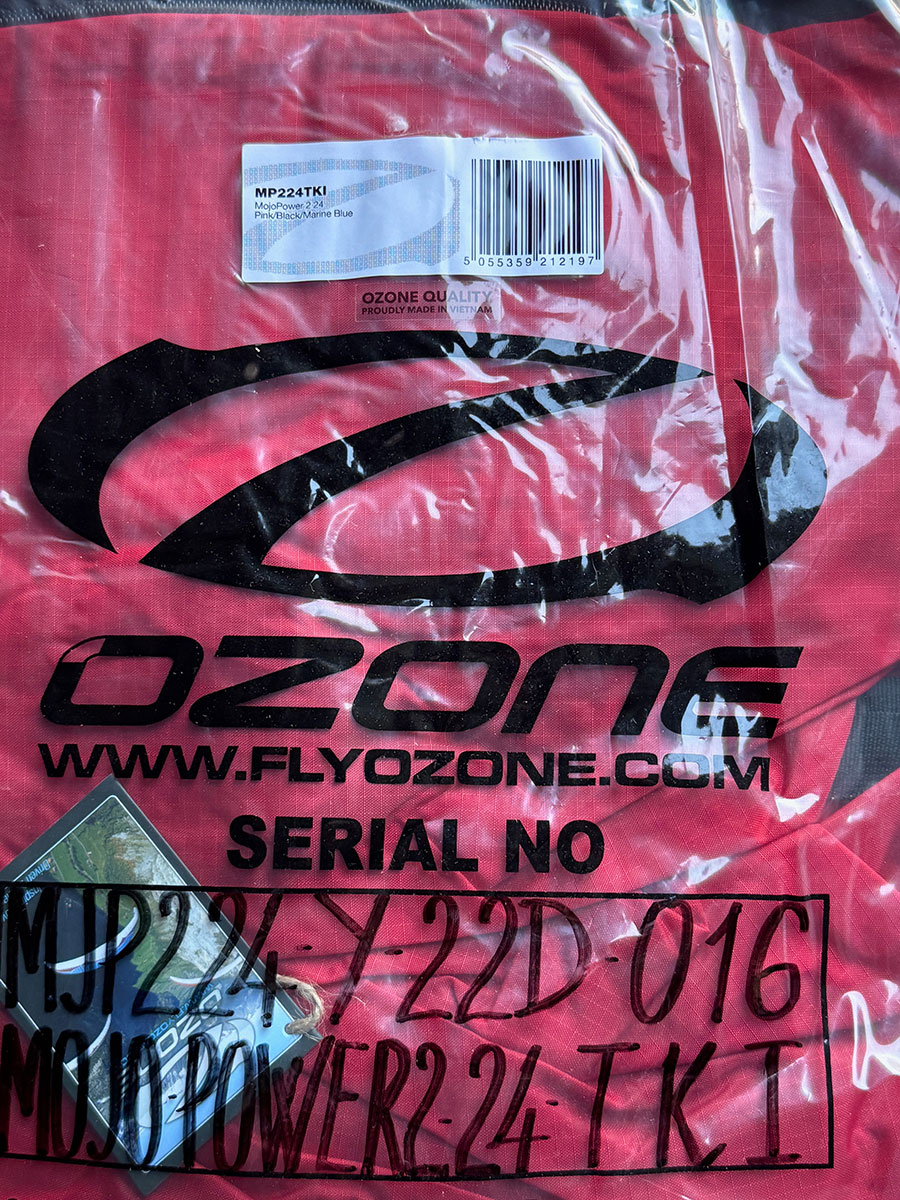 MP224TKI
MojoPower 2 24
Pink/Black/Marine Blue
5 055359 212197
OZONE QUALITY
PROUDLY MADE IN VIETNAM
OZONE
WWW.FLYOZONE.COM
SERIAL NO
MJP224-Y-22D-016
MOJO-POWER2-24-TKI